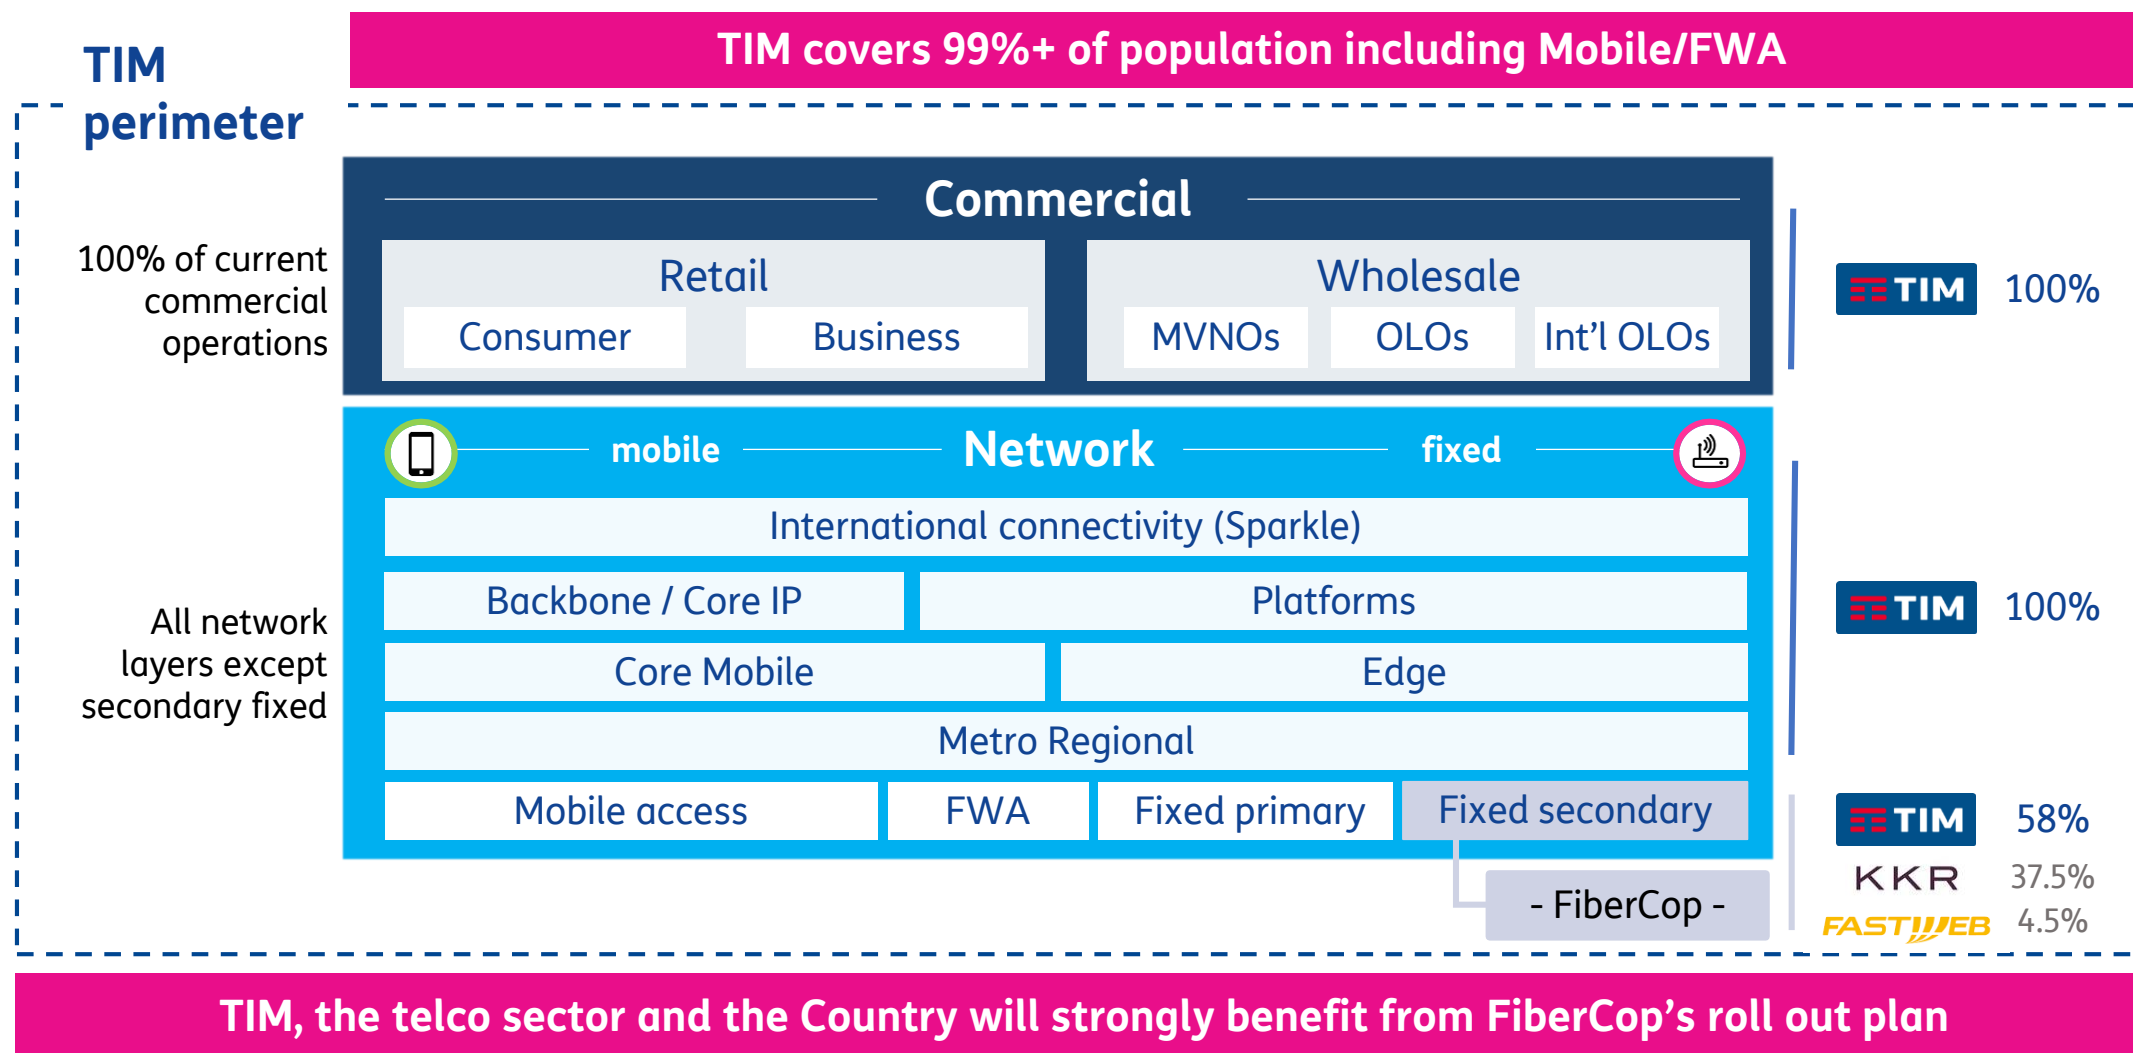 TIM covers 99%+ of population including Mobile/FWA
TIM
perimeter
Commercial
100% of current
commercial
operations
Retail
Consumer
Business
Wholesale
MVNOs
OLOs
Int'l OLOs
TIM
100%
mobile
Network
fixed
International connectivity (Sparkle)
Backbone / Core IP
Platforms
All network
layers except
secondary fixed
Core Mobile
Edge
Metro Regional
TIM
100%
Mobile access
FWA
Fixed primary
Fixed secondary
- FiberCop -
TIM
58%
KKR
37.5%
FASTWEB
4.5%
TIM, the telco sector and the Country will strongly benefit from FiberCop's roll out plan